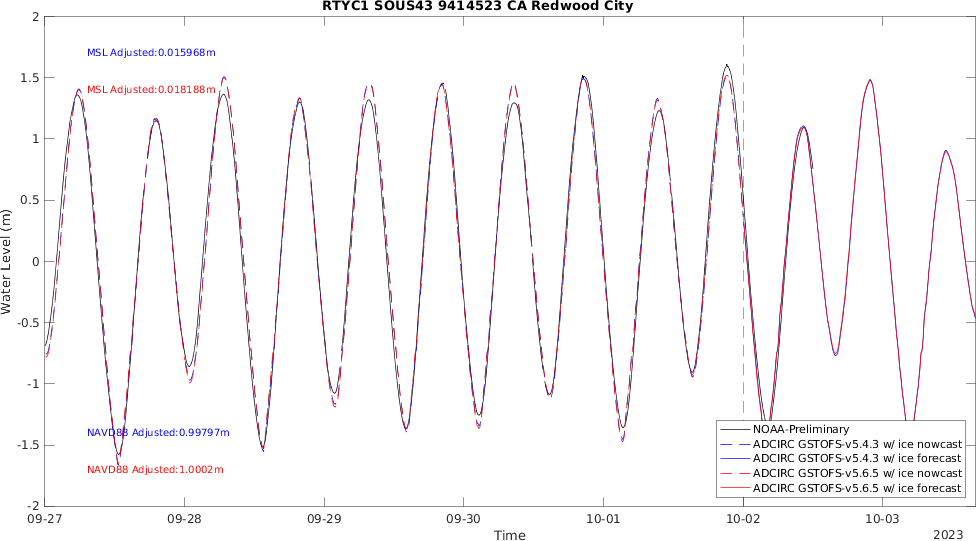 RTYC1 SOUS43 9414523 CA Redwood City
2
1.5
1
0.5
0
-0.5
-1
-1.5
-2
Water Level (m)
MSL Adjusted:0.015968m
MSL Adjusted:0.018188m
NAVD88 Adjusted:0.99797m
NAVD88 Adjusted:1.0002m
NOAA-Preliminary
ADCIRC GSTOFS-v5.4.3 w/ ice nowcast
ADCIRC GSTOFS-v5.4.3 w/ ice forecast
ADCIRC GSTOFS-v5.6.5 w/ ice nowcast
ADCIRC GSTOFS-v5.6.5 w/ ice forecast
09-27 09-28 09-29 09-30 10-01 10-02 10-03
Time
2023